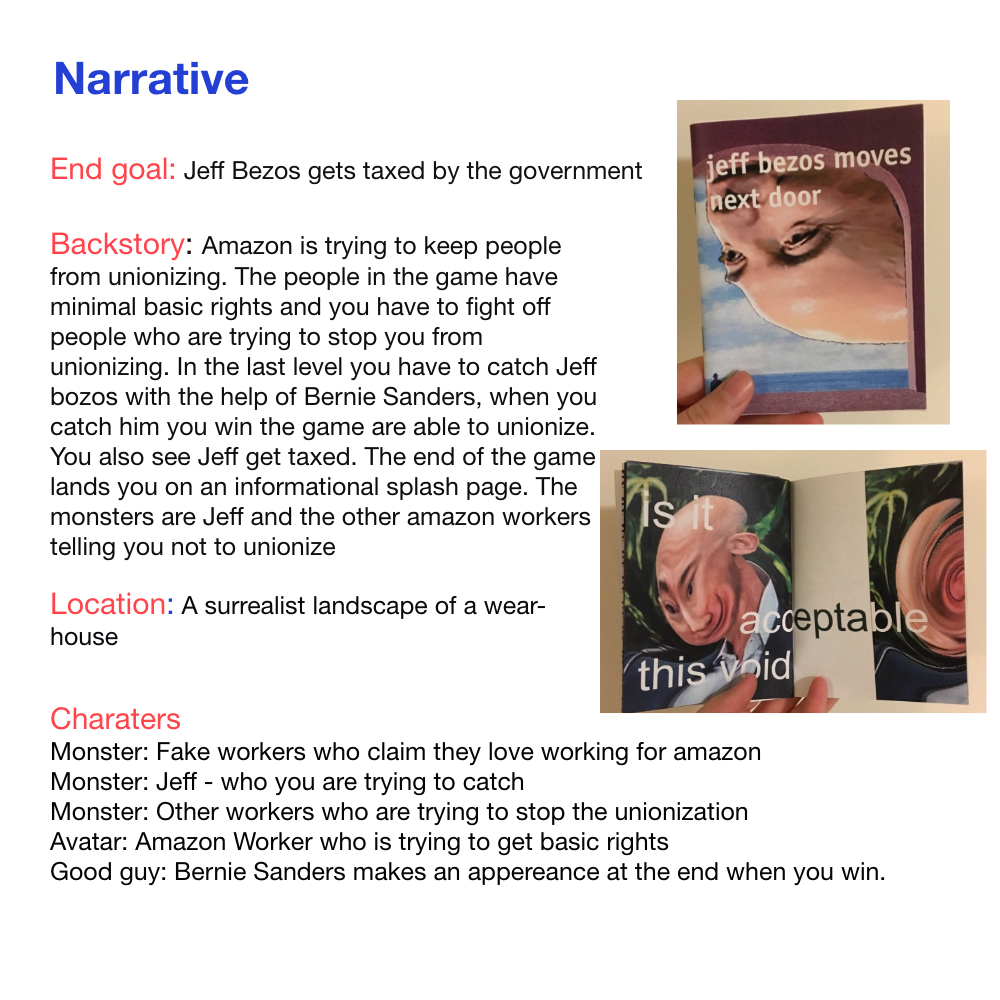 Narrative
End goal: Jeff Bezos gets taxed by the government
Backstory: Amazon is trying to keep people
from unionizing. The people in the game have
minimal basic rights and you have to fight off
people who are trying to stop you from
unionizing. In the last level you have to catch Jeff
bozos with the help of Bernie Sanders, when you
catch him you win the game are able to unionize.
You also see Jeff get taxed. The end of the game
lands you on an informational splash page. The
monsters are Jeff and the other amazon workers
telling you not to unionize
Location: A surrealist landscape of a wear-
house
jeff bezos moves
next door
is it
acceptable
this void
Charaters
Monster: Fake workers who claim they love working for amazon
Monster: Jeff - who you are trying to catch
Monster: Other workers who are trying to stop the unionization
Avatar: Amazon Worker who is trying to get basic rights
Good guy: Bernie Sanders makes an appereance at the end when you win.